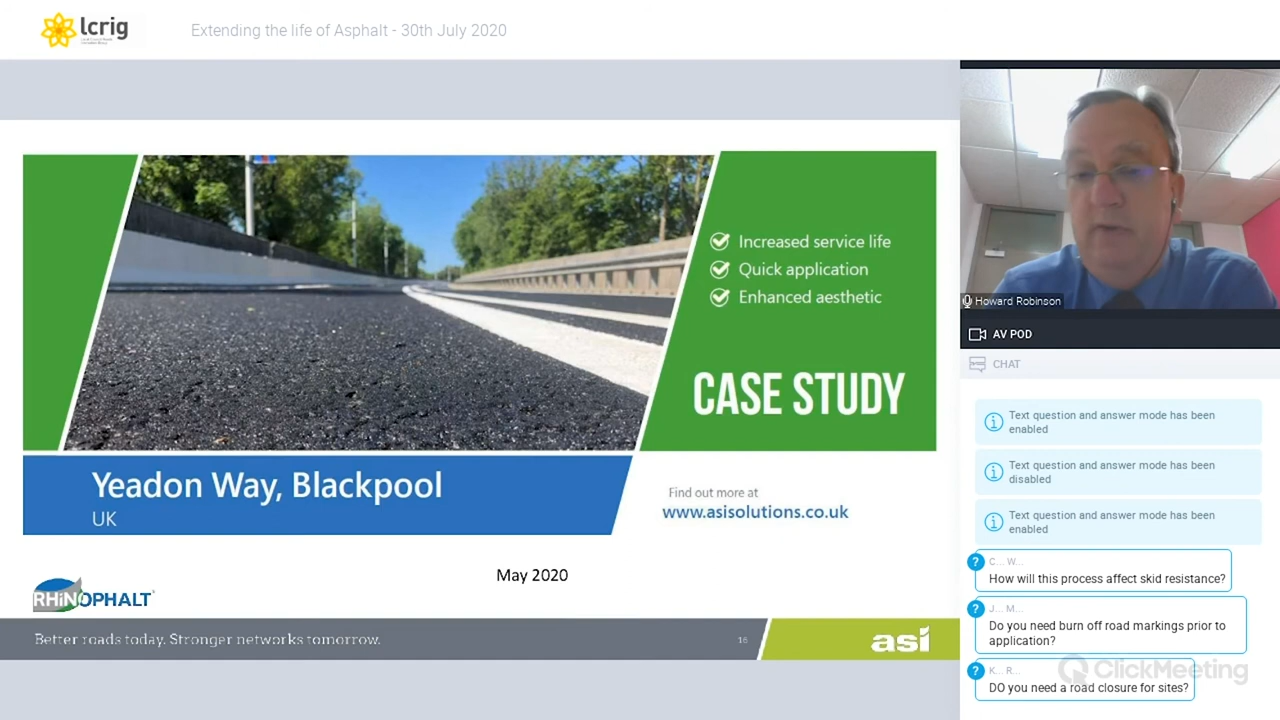 lcrig
Extending the life of Asphalt - 30th July 2020
Increased service life
Quick application
Enhanced aesthetic
CASE STUDY
Yeadon Way, Blackpool
UK
Find out more at
www.asisolutions.co.uk
May 2020
RHINOPHALT
Better roads today. Stronger networks tomorrow.
16
asi
Howard Robinson
AV POD
CHAT
Text question and answer mode has been
enabled
Text question and answer mode has been
disabled
Text question and answer mode has been
enabled
C... W...
How will this process affect skid resistance?
J... M...
Do you need burn off road markings prior to
application?
K... R...
DO you need a road closure for sites?
ClickMeeting